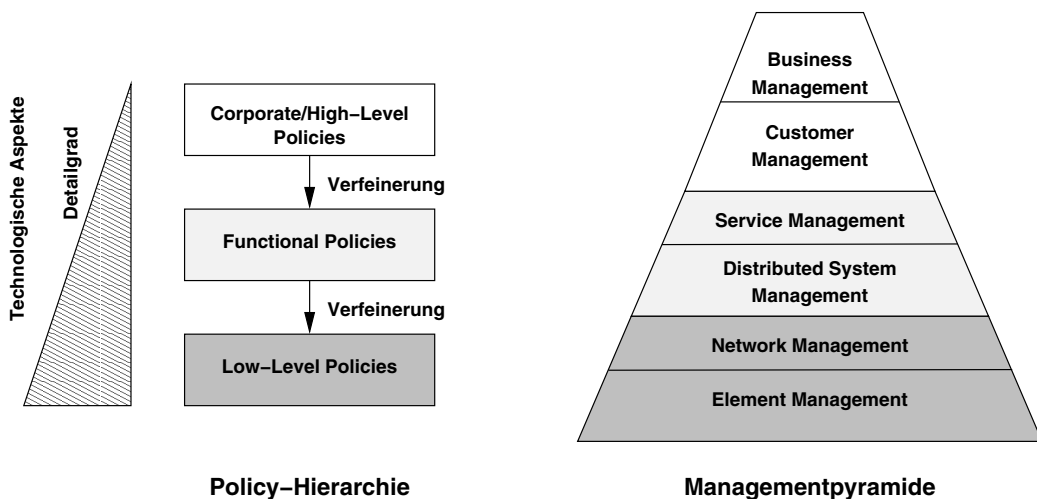 Technologische Aspekte
Detailgrad
Corporate/High–Level
Policies
Verfeinerung
Functional Policies
Verfeinerung
Low–Level Policies
Policy–Hierarchie
Business
Management
Customer
Management
Service Management
Distributed System
Management
Network Management
Element Management
Managementpyramide